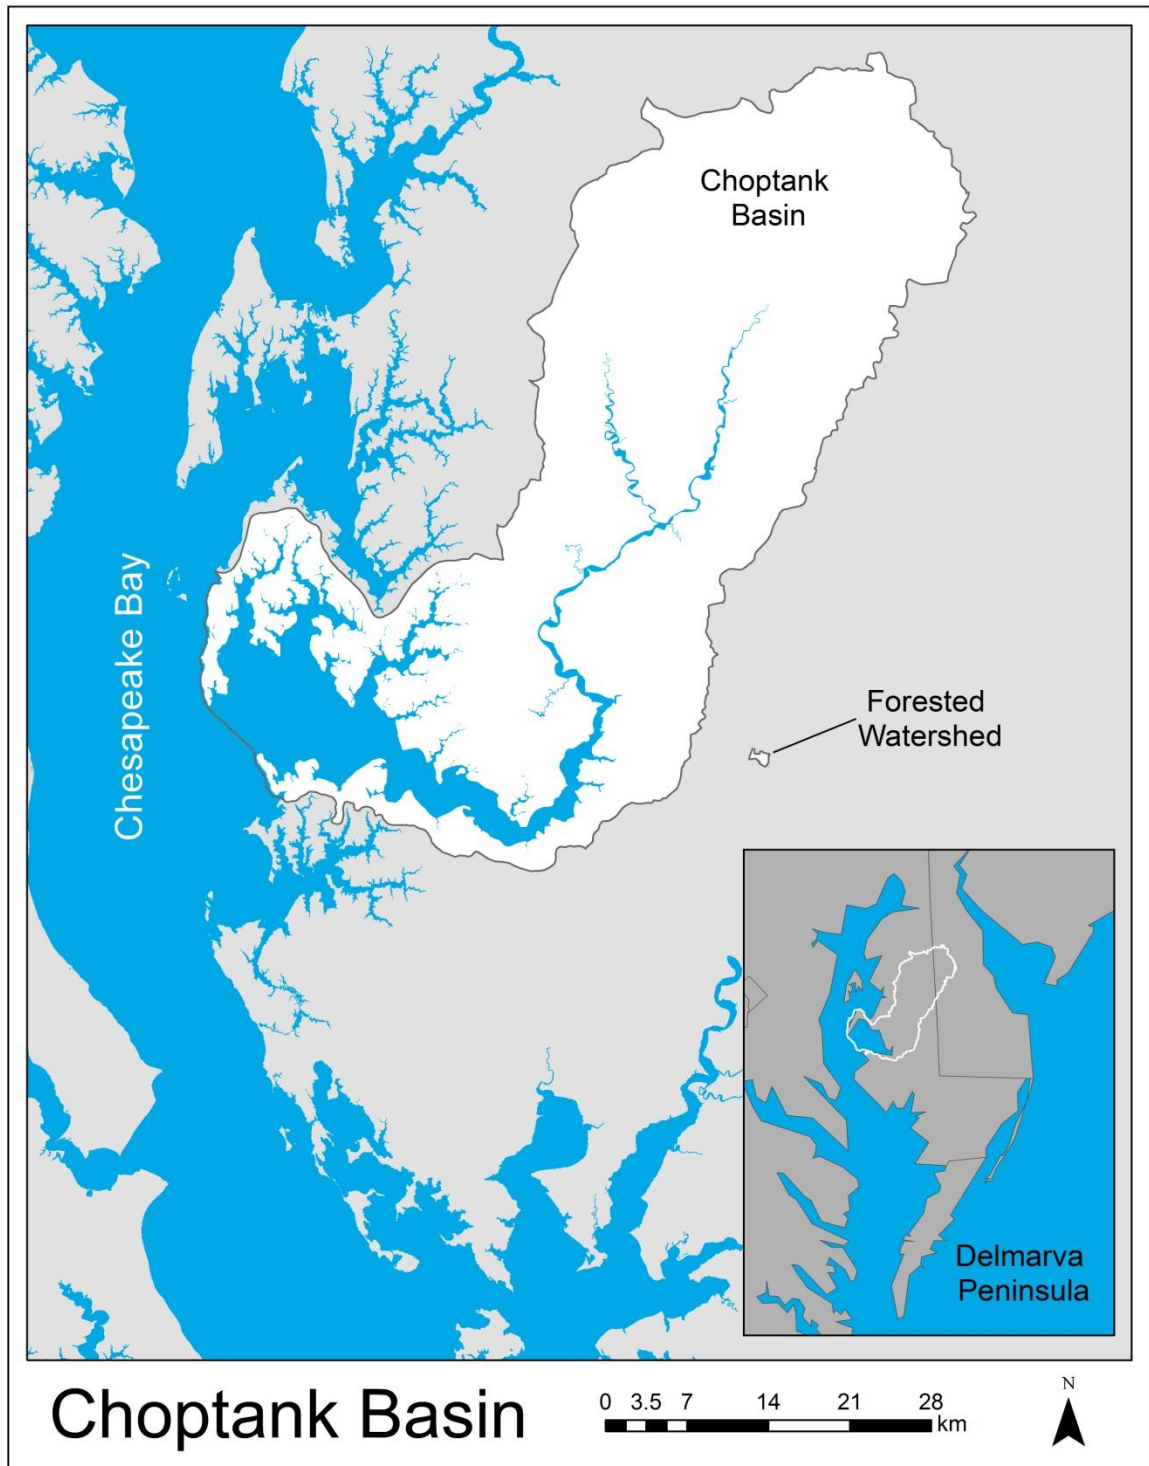 Choptank
Basin
Chesapeake Bay
Forested
Watershed
Delmarva
Peninsula
Choptank Basin
0 3.5 7 14 21 28
km
N